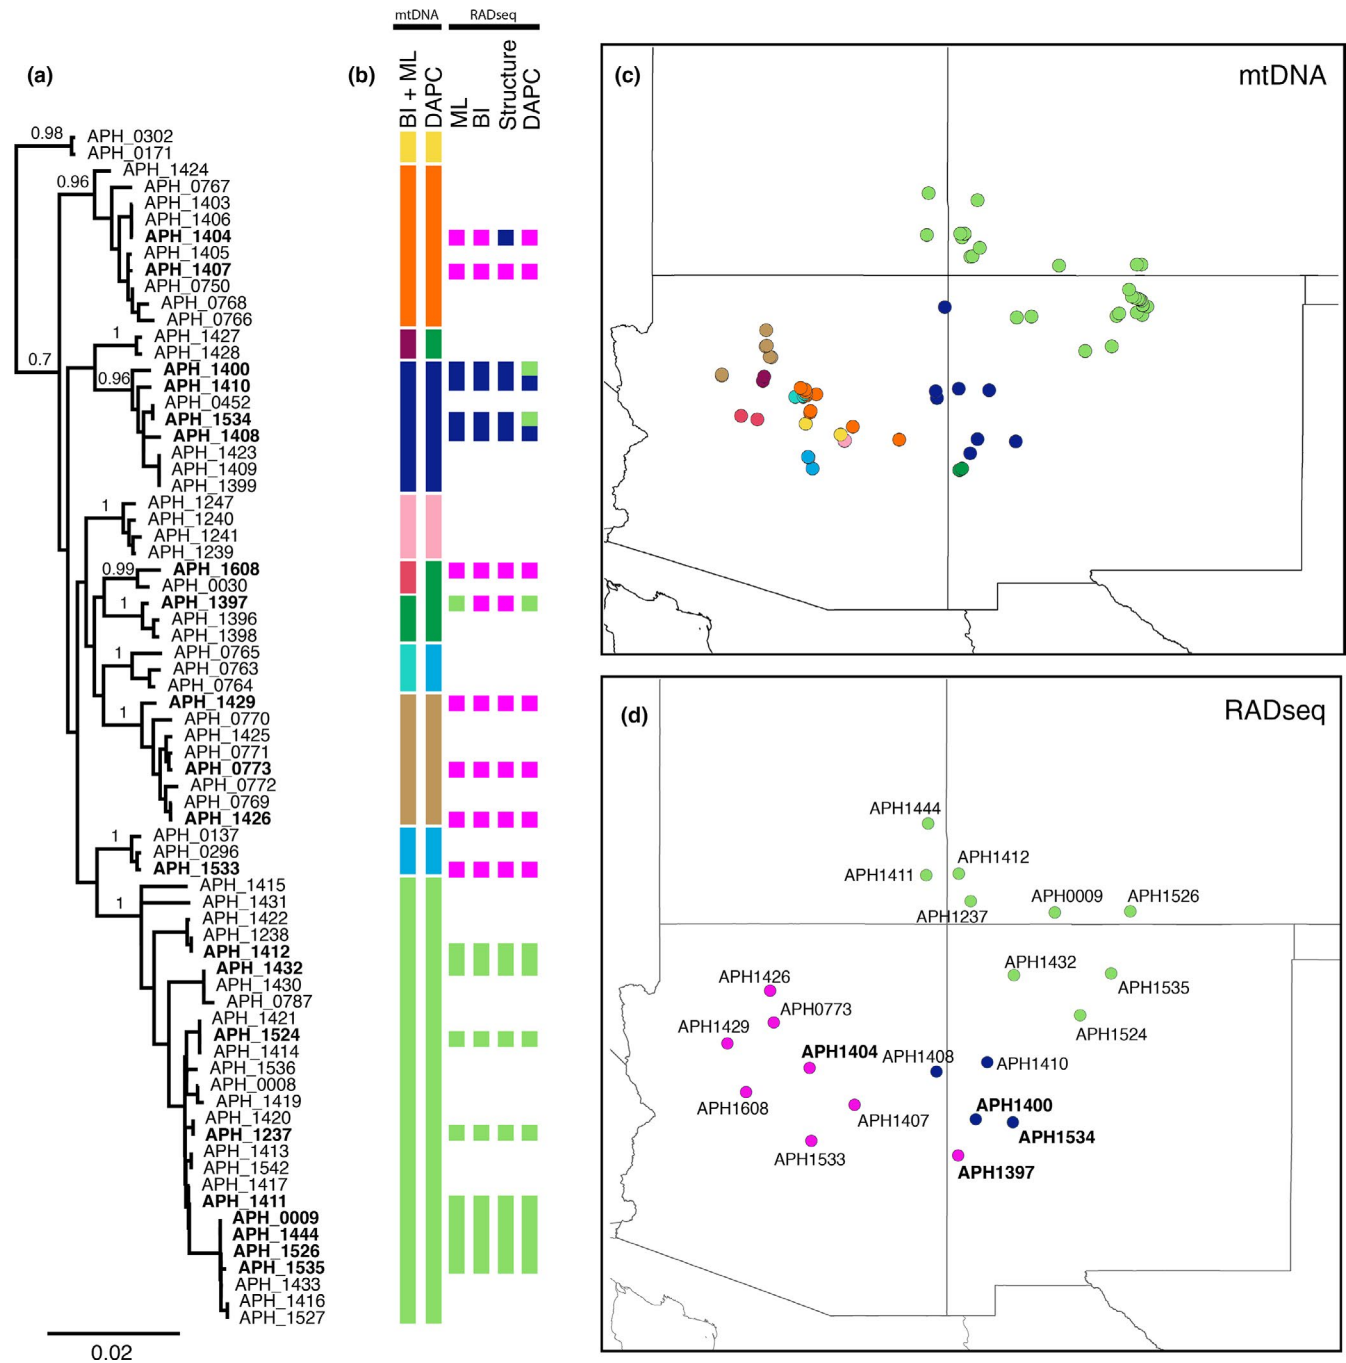 mtDNA RADseq
(a)
(b)
BI + ML
DAPC
ML
BI
Structure
DAPC
0.98
APH_0302
APH_0171
APH_1424
0.96
APH_0767
APH_1403
APH_1406
APH_1404
APH_1405
APH_1407
APH_0750
APH_0768
APH_0766
1
APH_1427
APH_1428
0.7
APH_1400
0.96
APH_1410
APH_0452
APH_1534
APH_1408
APH_1423
APH_1409
APH_1399
1
APH_1247
APH_1240
APH_1241
APH_1239
0.99
APH_1608
APH_0030
1
APH_1397
APH_1396
APH_1398
1
APH_0765
APH_0763
APH_0764
APH_1429
1
APH_0770
APH_1425
APH_0771
APH_0773
APH_0772
APH_0769
APH_1426
1
APH_0137
APH_0296
APH_1533
APH_1415
1
APH_1431
APH_1422
APH_1238
APH_1412
APH_1432
APH_1430
APH_0787
APH_1421
APH_1524
APH_1414
APH_1536
APH_0008
APH_1419
APH_1420
APH_1237
APH_1413
APH_1542
APH_1417
APH_1411
APH_0009
APH_1444
APH_1526
APH_1535
APH_1433
APH_1416
APH_1527
0.02
(c)
mtDNA
(d)
RADseq
APH1444
APH1412
APH1411
APH0009
APH1526
APH1237
APH1432
APH1426
APH1535
APH0773
APH1429
APH1524
APH1404
APH1408
APH1410
APH1400
APH1608
APH1407
APH1534
APH1533
APH1397